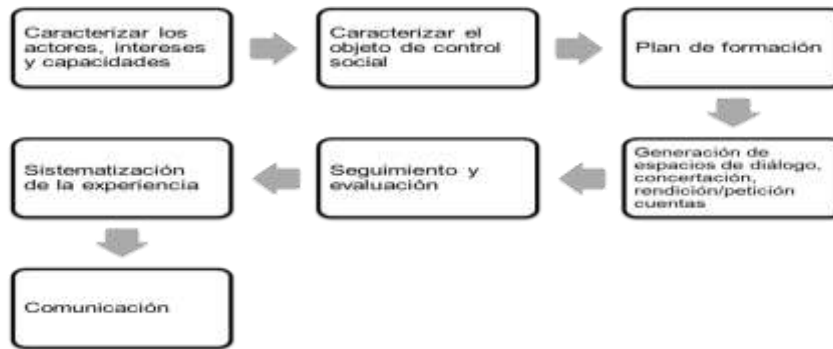 Caracterizar los
actores, intereses
y capacidades
Caracterizar el
objeto de control
social
Plan de formación
Generación de
espacios de diálogo,
concertación,
rendición/petición
cuentas
Seguimiento y
evaluación
Sistematización
de la experiencia
Comunicación